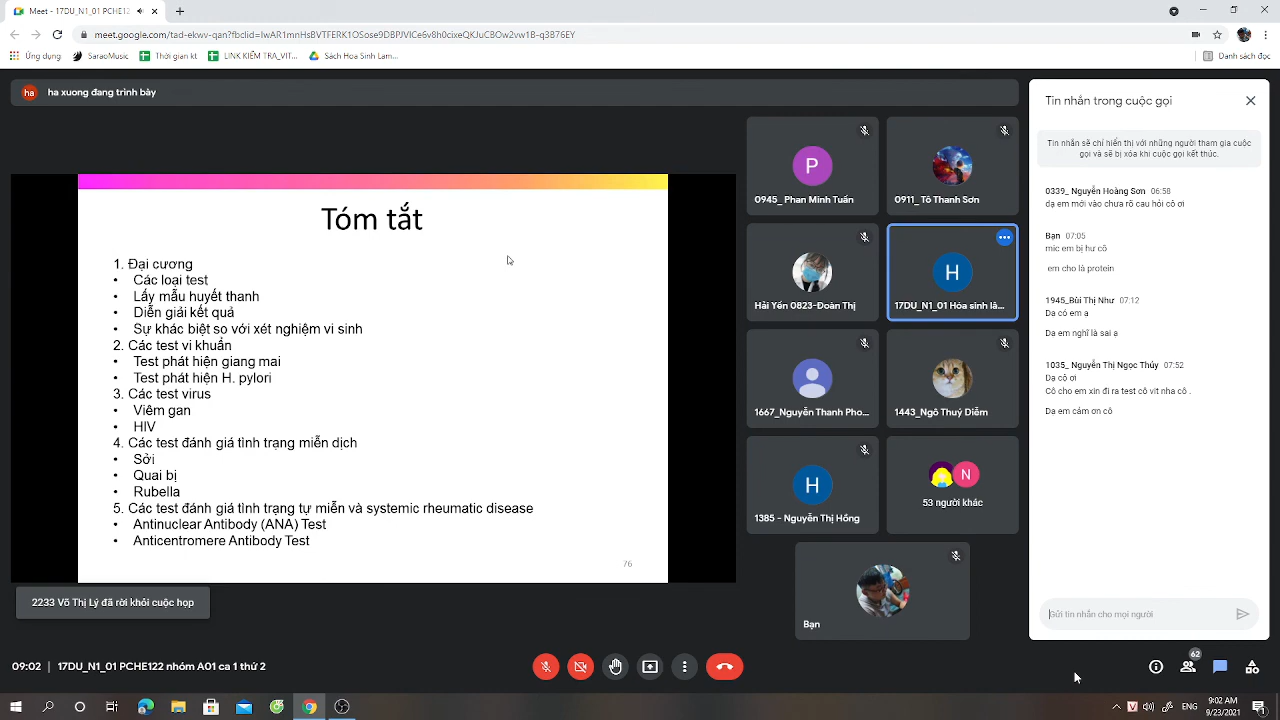 Meet - 17DU_N1_01 PCHE12
meet.google.com/tad-ekwv-qan?fbclid=IwAR1mnHsBVTFERK1OSose9D8PJVlCe6v8h0cixeQKJuCBOw2vw1B-q3B76EY
Ứng dụng
SaraoMusic
Thời gian kt
LINK KIỂM TRA_VIT...
Sách Hoa Sinh Lam...
Danh sách đọc
ha
ha xuong đang trình bày
Tóm tắt
1. Đại cương
• Các loại test
• Lấy mẫu huyết thanh
• Diễn giải kết quả
• Sự khác biệt so với xét nghiệm vi sinh
2. Các test vi khuẩn
• Test phát hiện giang mai
• Test phát hiện H. pylori
3. Các test virus
• Viêm gan
• HIV
4. Các test đánh giá tình trạng miễn dịch
• Sởi
• Quai bị
• Rubella
5. Các test đánh giá tình trạng tự miễn và systemic rheumatic disease
• Antinuclear Antibody (ANA) Test
• Anticentromere Antibody Test
76
P
0945_ Phan Minh Tuấn
0911_ Tô Thanh Sơn
Hải Yến 0823-Đoàn Thị
H
17DU_N1_01 Hóa sinh lâ...
1667_Nguyễn Thanh Pho...
1443_Ngô Thuý Diễm
H
1385 - Nguyễn Thị Hồng
N
53 người khác
Bạn
Tin nhắn trong cuộc gọi
Tin nhắn sẽ chỉ hiển thị với những người tham gia cuộc
gọi và sẽ bị xóa khi cuộc gọi kết thúc.
0339_ Nguyễn Hoàng Sơn 06:58
dạ em mới vào chưa rõ cau hỏi cô ơi
Bạn 07:05
mic em bị hư cô
em cho là protein
1945_Bùi Thị Như 07:12
Dạ có em ạ
Dạ em nghĩ là sai ạ
1035_ Nguyễn Thị Ngọc Thúy 07:52
Dạ cô ơi
Cô cho em xin đi ra test cô vit nha cô .
Dạ em cảm ơn cô
Gửi tin nhắn cho mọi người
2233 Võ Thị Lý đã rời khỏi cuộc họp
09:02 | 17DU_N1_01 PCHE122 nhóm A01 ca 1 thứ 2
62
V
9:02 AM
9/23/2021
1